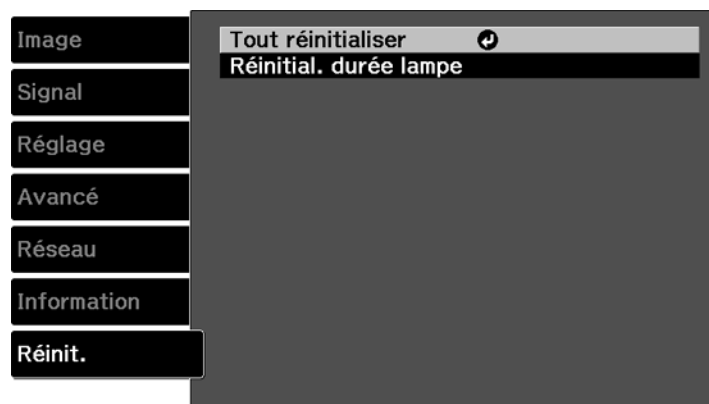 Image
Signal
Réglage
Avancé
Réseau
Information
Réinit.
Tout réinitialiser
Réinitial. durée lampe